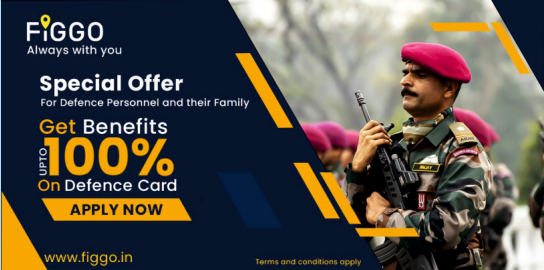 FiGGO
Always with you
Special Offer
For Defence Personnel and their Family
Get Benefits
UPTO 100%
On Defence Card
APPLY NOW
www.figgo.in
Terms and conditions apply